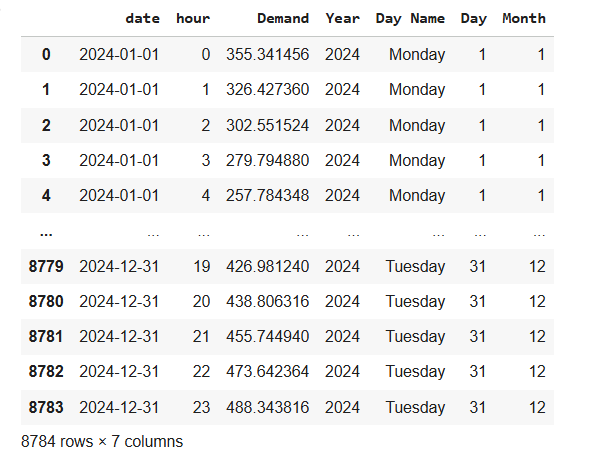 date hour Demand Year Day Name Day Month
0 2024-01-01 0 355.341456 2024 Monday 1 1
1 2024-01-01 1 326.427360 2024 Monday 1 1
2 2024-01-01 2 302.551524 2024 Monday 1 1
3 2024-01-01 3 279.794880 2024 Monday 1 1
4 2024-01-01 4 257.784348 2024 Monday 1 1
... ... ... ... ... ... ... ...
8779 2024-12-31 19 426.981240 2024 Tuesday 31 12
8780 2024-12-31 20 438.806316 2024 Tuesday 31 12
8781 2024-12-31 21 455.744940 2024 Tuesday 31 12
8782 2024-12-31 22 473.642364 2024 Tuesday 31 12
8783 2024-12-31 23 488.343816 2024 Tuesday 31 12
8784 rows × 7 columns